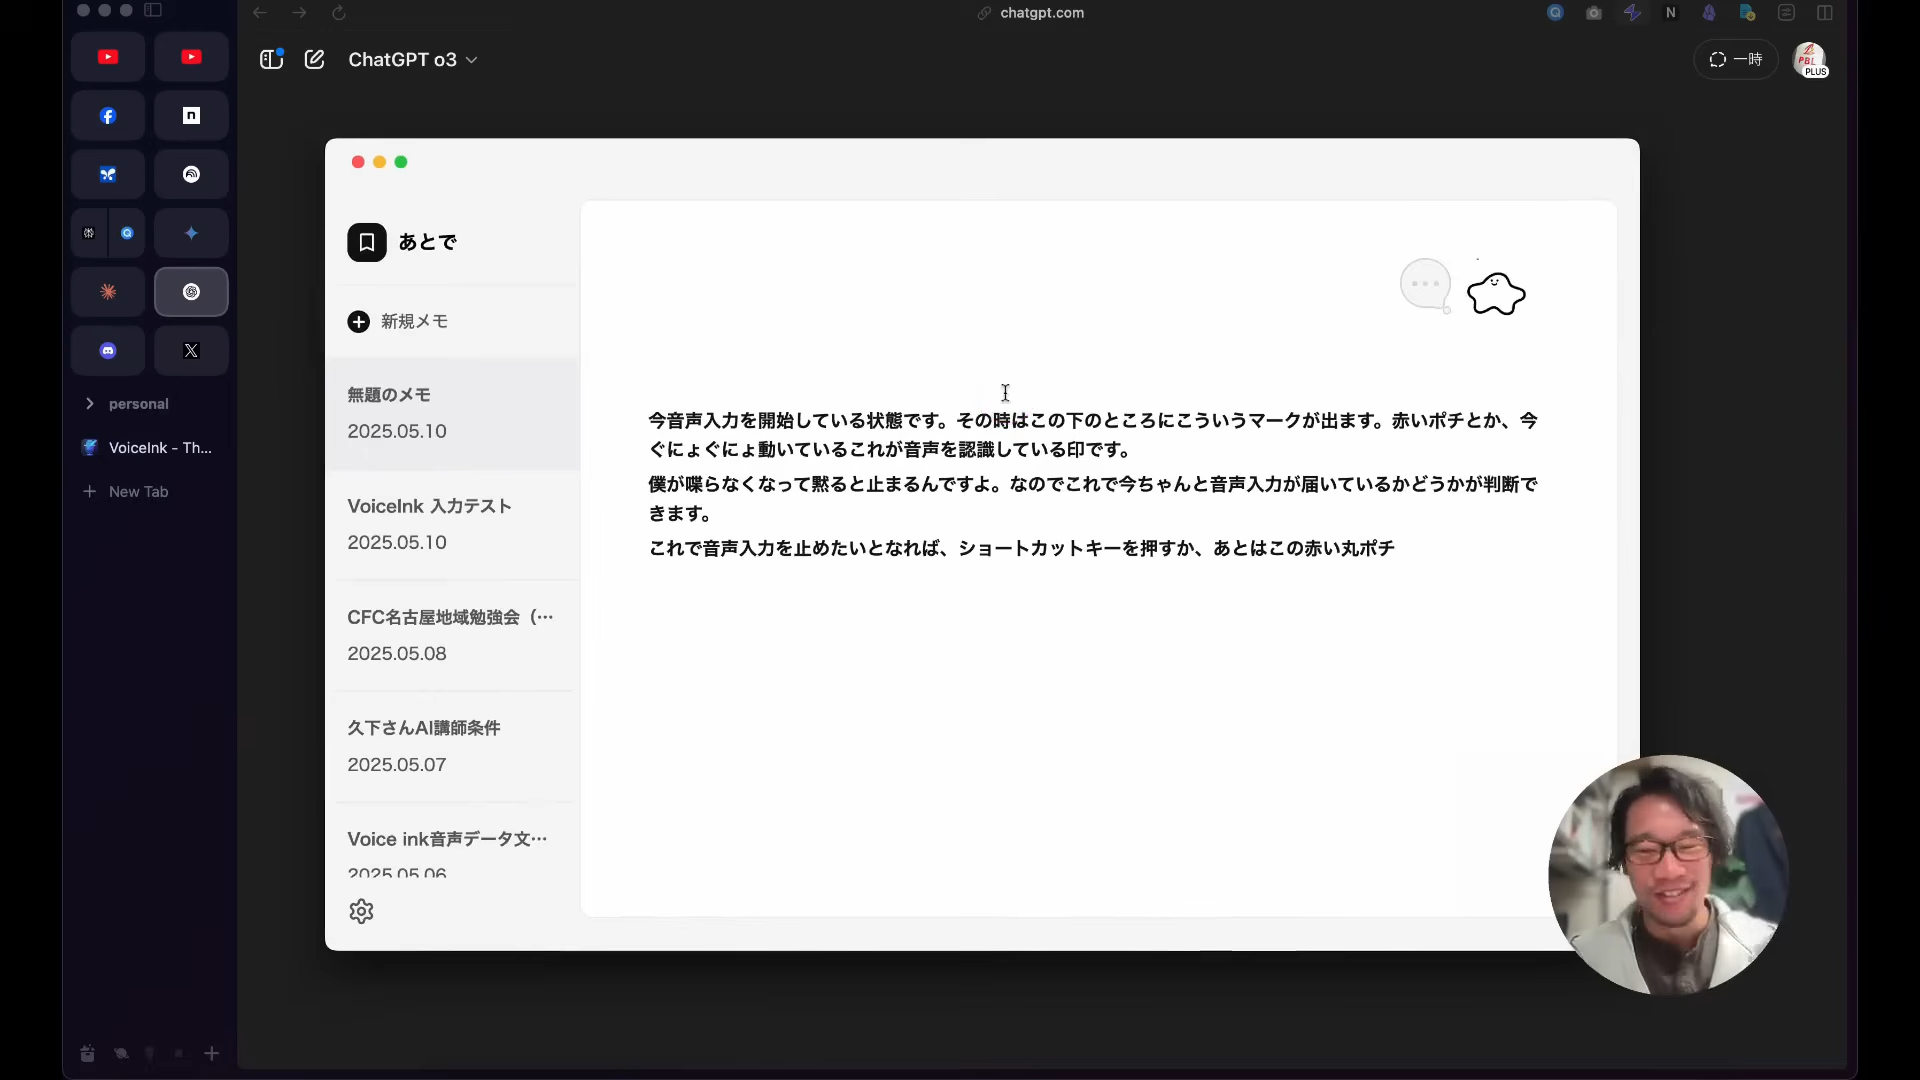 chatgpt.com
N
ChatGPT o3
一時
PBL
PLUS
n
personal
VoiceInk - Th...
New Tab
あとで
新規メモ
無題のメモ
2025.05.10
VoiceInk 入力テスト
2025.05.10
CFC名古屋地域勉強会（…
2025.05.08
久下さんAI講師条件
2025.05.07
Voice ink音声データ文…
2025.05.06
今音声入力を開始している状態です。その時はこの下のところにこういうマークが出ます。赤いポチとか、今
ぐにょぐにょ動いているこれが音声を認識している印です。
僕が喋らなくなって黙ると止まるんですよ。なのでこれで今ちゃんと音声入力が届いているかどうかが判断で
きます。
これで音声入力を止めたいとなれば、ショートカットキーを押すか、あとはこの赤い丸ポチ